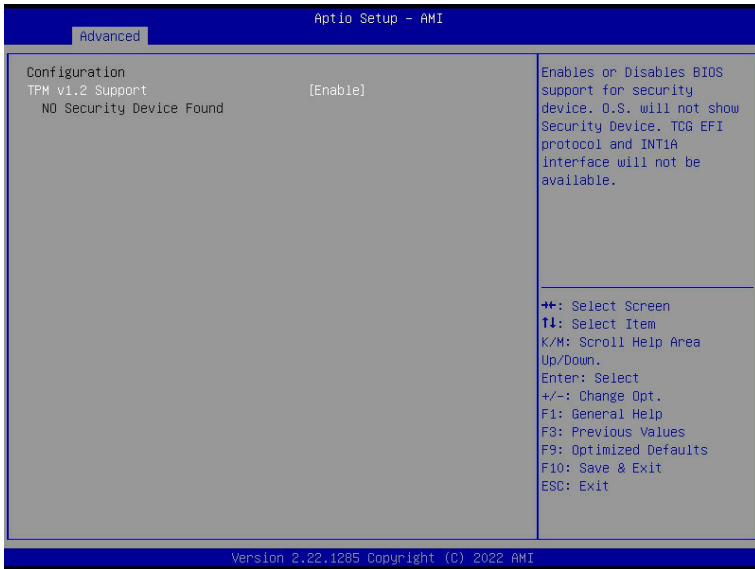 Aptio Setup – AMI
Advanced
Configuration
TPM v1.2 Support [Enable]
NO Security Device Found
Enables or Disables BIOS
support for security
device. O.S. will not show
Security Device. TCG EFI
protocol and INT1A
interface will not be
available.
→←: Select Screen
↑↓: Select Item
K/M: Scroll Help Area
Up/Down.
Enter: Select
+/-: Change Opt.
F1: General Help
F3: Previous Values
F9: Optimized Defaults
F10: Save & Exit
ESC: Exit
Version 2.22.1285 Copyright (C) 2022 AMI